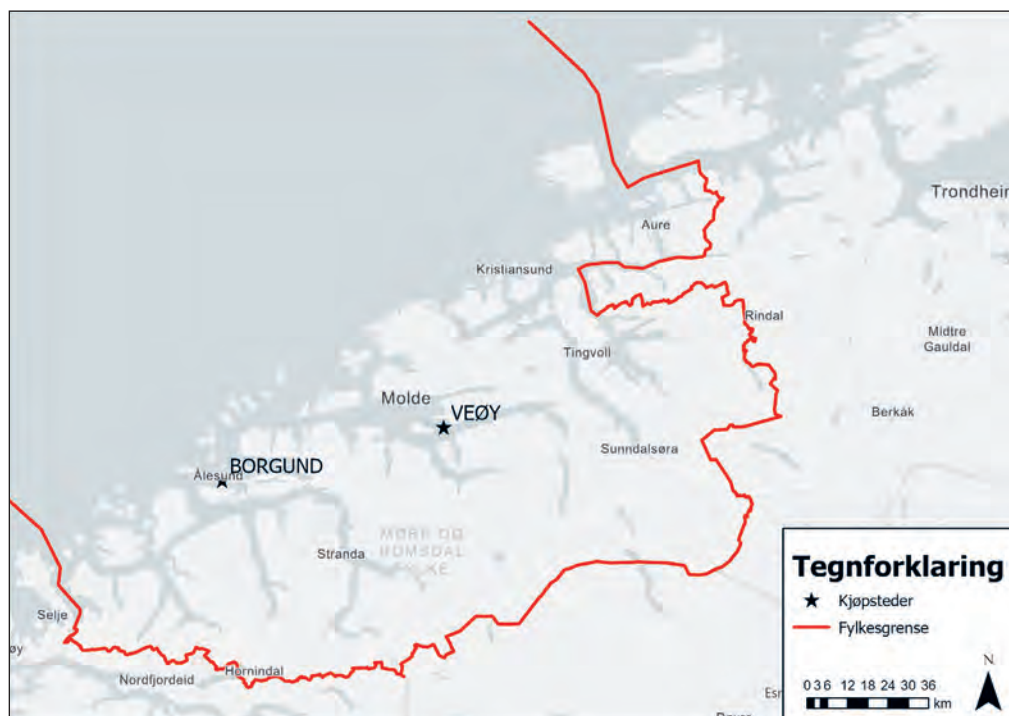 Trondheim
Aure
Kristiansund
Rindal
Midtre
Gauldal
Tingvoll
Molde
VEØY
Berkåk
Sunndalsøra
BORGUND
Ålesund
MØRE OG
ROMSDAL
FYLKE
Stranda
Selje
Hornindal
Nordfjordeid
Tegnforklaring
Kjøpsteder
Fylkesgrense
N
0 3 6 12 18 24 30 36
km